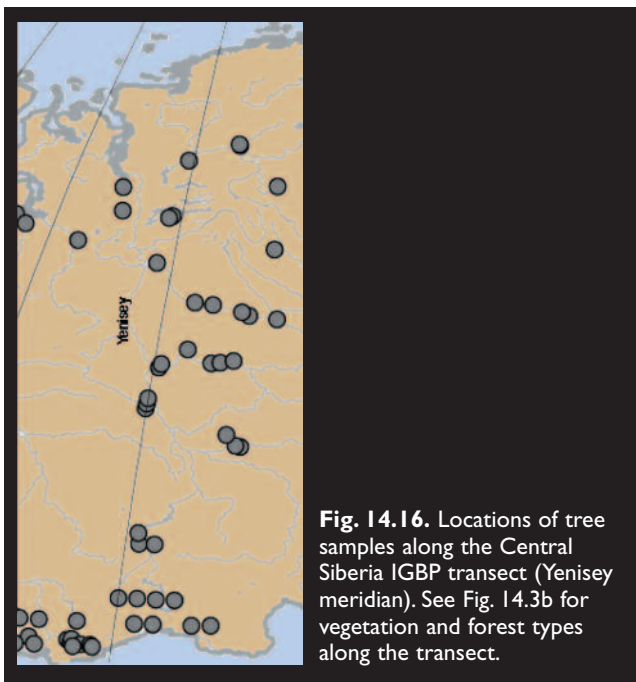 Yenisey
Fig. 14.16. Locations of tree
samples along the Central
Siberia IGBP transect (Yenisey
meridian). See Fig. 14.3b for
vegetation and forest types
along the transect.